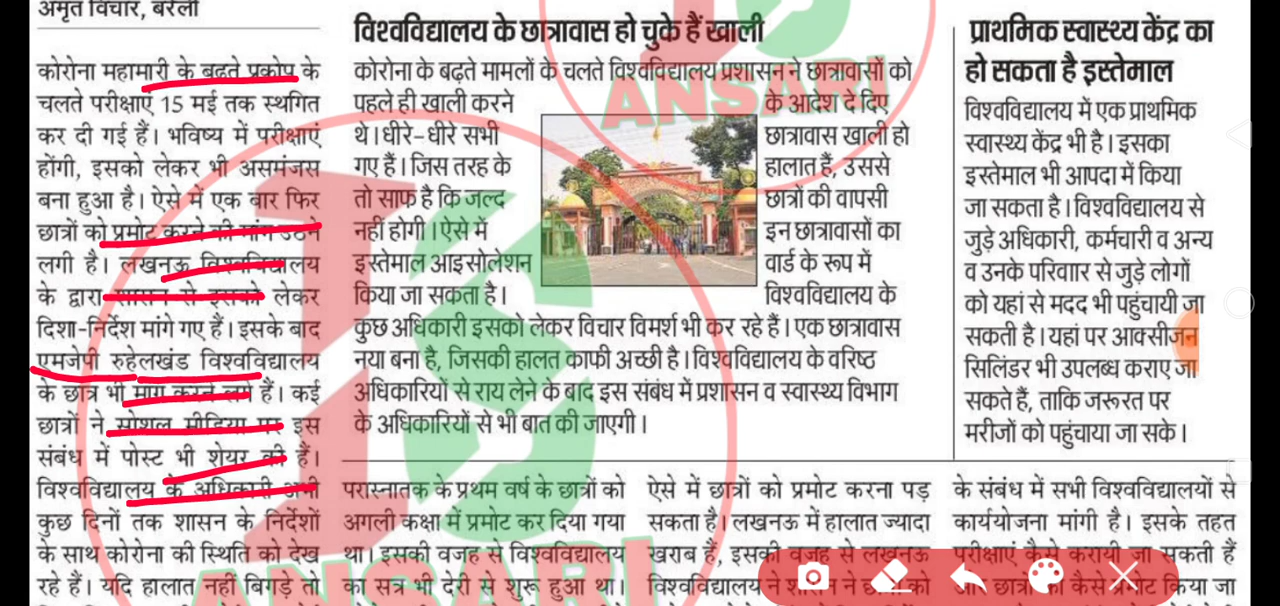 अमृत विचार, बरेली
कोरोना महामारी के बढ़ते प्रकोप के
चलते परीक्षाएं 15 मई तक स्थगित
कर दी गई हैं। भविष्य में परीक्षाएं
होंगी, इसको लेकर भी असमंजस
बना हुआ है। ऐसे में एक बार फिर
छात्रों को प्रमोट करने की मांग उठने
लगी है। लखनऊ विश्वविद्यालय
के द्वारा शासन से इसको लेकर
दिशा-निर्देश मांगे गए हैं। इसके बाद
एमजेपी रुहेलखंड विश्वविद्यालय
के छात्र भी मांग करने लगे हैं। कई
छात्रों ने सोशल मीडिया पर इस
संबंध में पोस्ट भी शेयर की हैं।
विश्वविद्यालय के अधिकारी अभी
कुछ दिनों तक शासन के निर्देशों
के साथ कोरोना की स्थिति को देख
रहे हैं। यदि हालात नहीं बिगड़े तो
विश्वविद्यालय के छात्रावास हो चुके हैं खाली
कोरोना के बढ़ते मामलों के चलते विश्वविद्यालय प्रशासन ने छात्रावासों को
पहले ही खाली करने के आदेश दे दिए
थे। धीरे-धीरे सभी छात्रावास खाली हो
गए हैं। जिस तरह के हालात हैं, उससे
तो साफ है कि जल्द छात्रों की वापसी
नहीं होगी। ऐसे में इन छात्रावासों का
इस्तेमाल आइसोलेशन वार्ड के रूप में
किया जा सकता है। विश्वविद्यालय के
कुछ अधिकारी इसको लेकर विचार विमर्श भी कर रहे हैं। एक छात्रावास
नया बना है, जिसकी हालत काफी अच्छी है। विश्वविद्यालय के वरिष्ठ
अधिकारियों से राय लेने के बाद इस संबंध में प्रशासन व स्वास्थ्य विभाग
के अधिकारियों से भी बात की जाएगी।
प्राथमिक स्वास्थ्य केंद्र का
हो सकता है इस्तेमाल
विश्वविद्यालय में एक प्राथमिक
स्वास्थ्य केंद्र भी है। इसका
इस्तेमाल भी आपदा में किया
जा सकता है। विश्वविद्यालय से
जुड़े अधिकारी, कर्मचारी व अन्य
व उनके परिवाार से जुड़े लोगों
को यहां से मदद भी पहुंचायी जा
सकती है। यहां पर आक्सीजन
सिलिंडर भी उपलब्ध कराए जा
सकते हैं, ताकि जरूरत पर
मरीजों को पहुंचाया जा सके।
परास्नातक के प्रथम वर्ष के छात्रों को
अगली कक्षा में प्रमोट कर दिया गया
था। इसकी वजह से विश्वविद्यालय
का सत्र भी देरी से शुरू हुआ था।
ऐसे में छात्रों को प्रमोट करना पड़
सकता है। लखनऊ में हालात ज्यादा
खराब हैं, इसकी वजह से लखनऊ
विश्वविद्यालय ने
के संबंध में सभी विश्वविद्यालयों से
कार्ययोजना मांगी है। इसके तहत
परीक्षाएं कैसे करायी जा सकती हैं
और छात्रों को कैसे प्रमोट किया जा
ANSARI
ANSARI